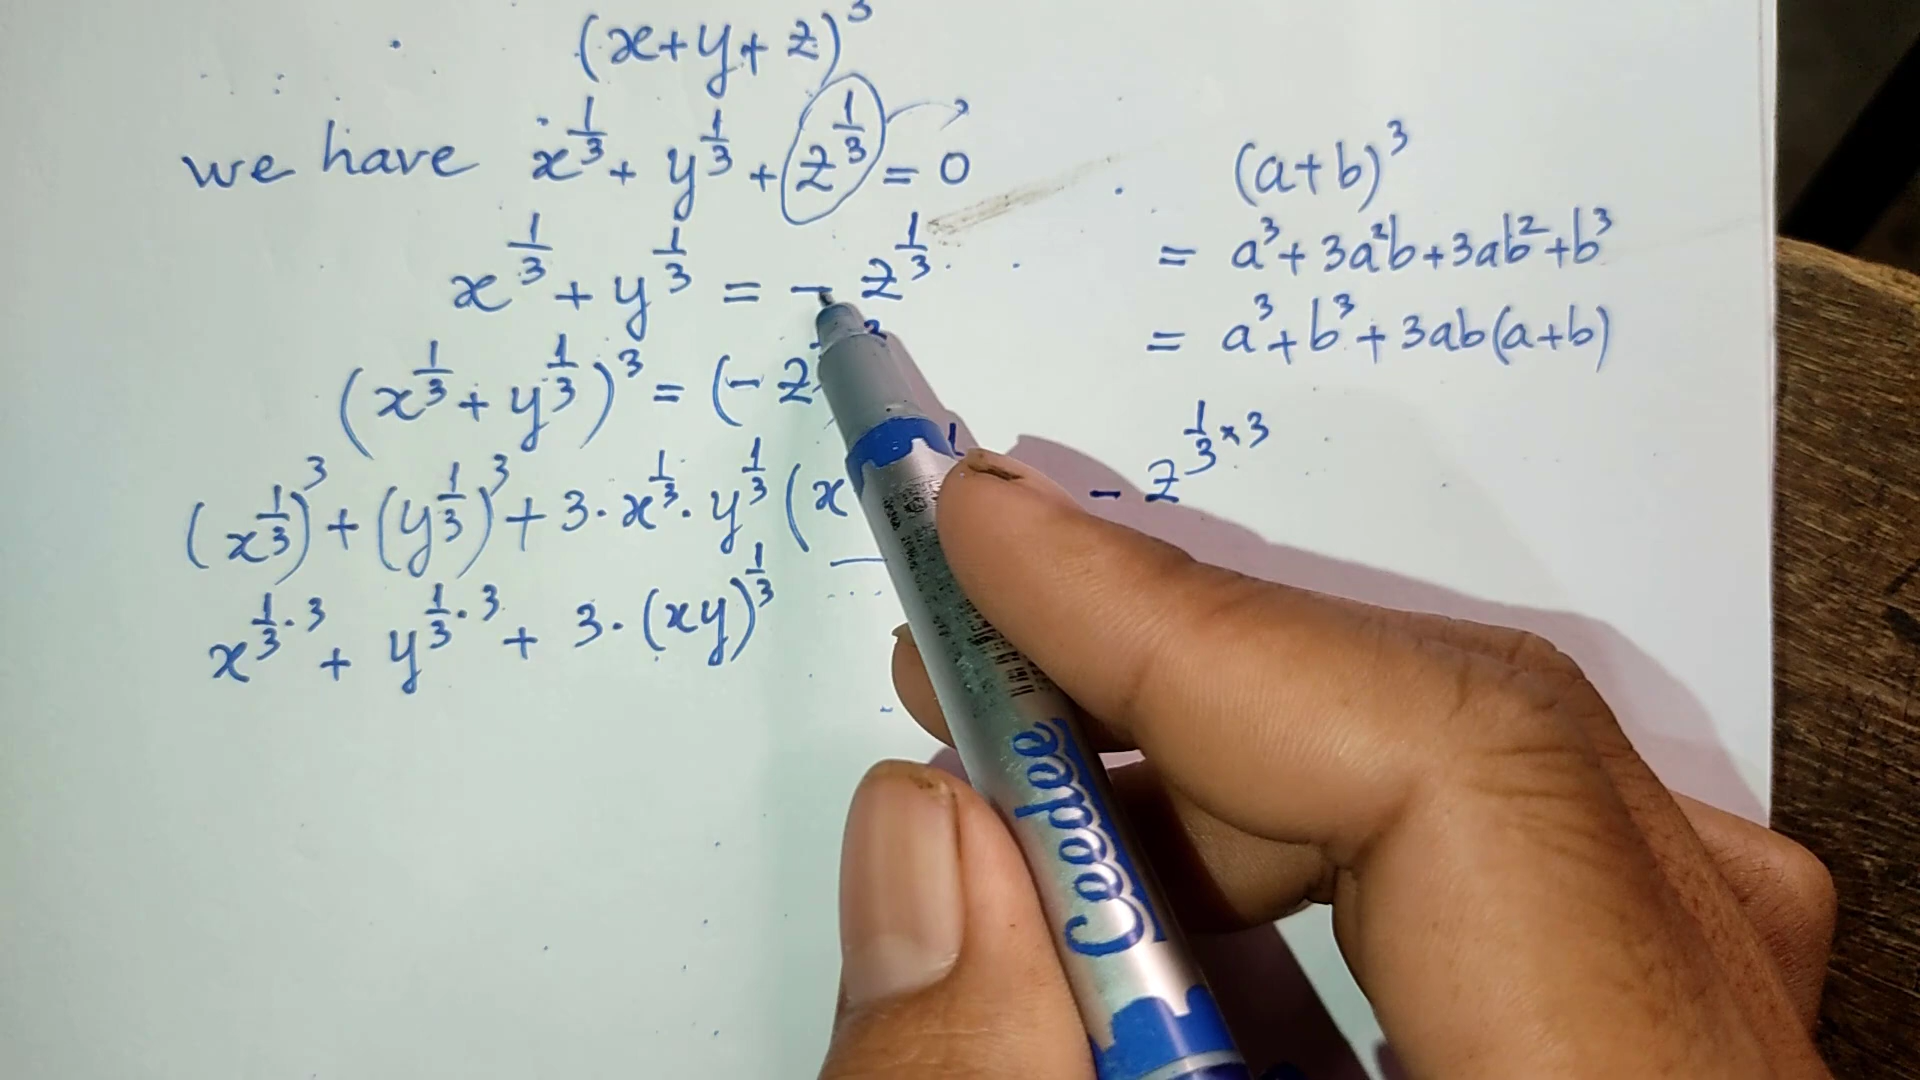 (x+y+z)³
we have x^{1/3} + y^{1/3} + z^{1/3} = 0
x^{1/3} + y^{1/3} = - z^{1/3}
(x^{1/3} + y^{1/3})³ = (- z
(x^{1/3})³ + (y^{1/3})³ + 3 · x^{1/3} · y^{1/3} (x
- z^{1/3 × 3}
x^{1/3 · 3} + y^{1/3 · 3} + 3 · (xy)^{1/3}
(a+b)³
= a³ + 3a²b + 3ab² + b³
= a³ + b³ + 3ab(a+b)